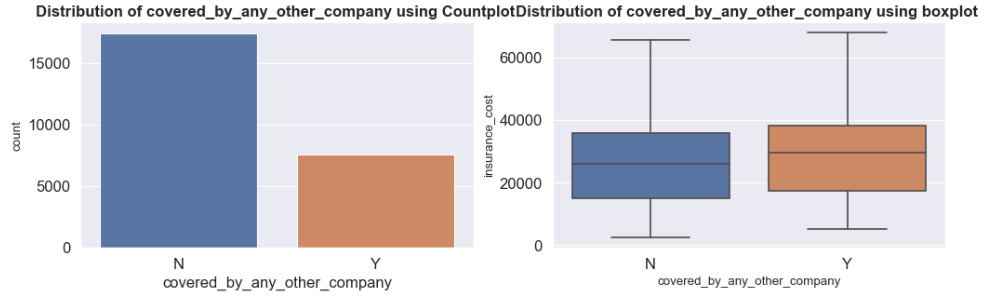 Distribution of covered_by_any_other_company using Countplot
15000
10000
5000
0
count
N Y
covered_by_any_other_company
Distribution of covered_by_any_other_company using boxplot
60000
40000
20000
0
insurance_cost
N Y
covered_by_any_other_company